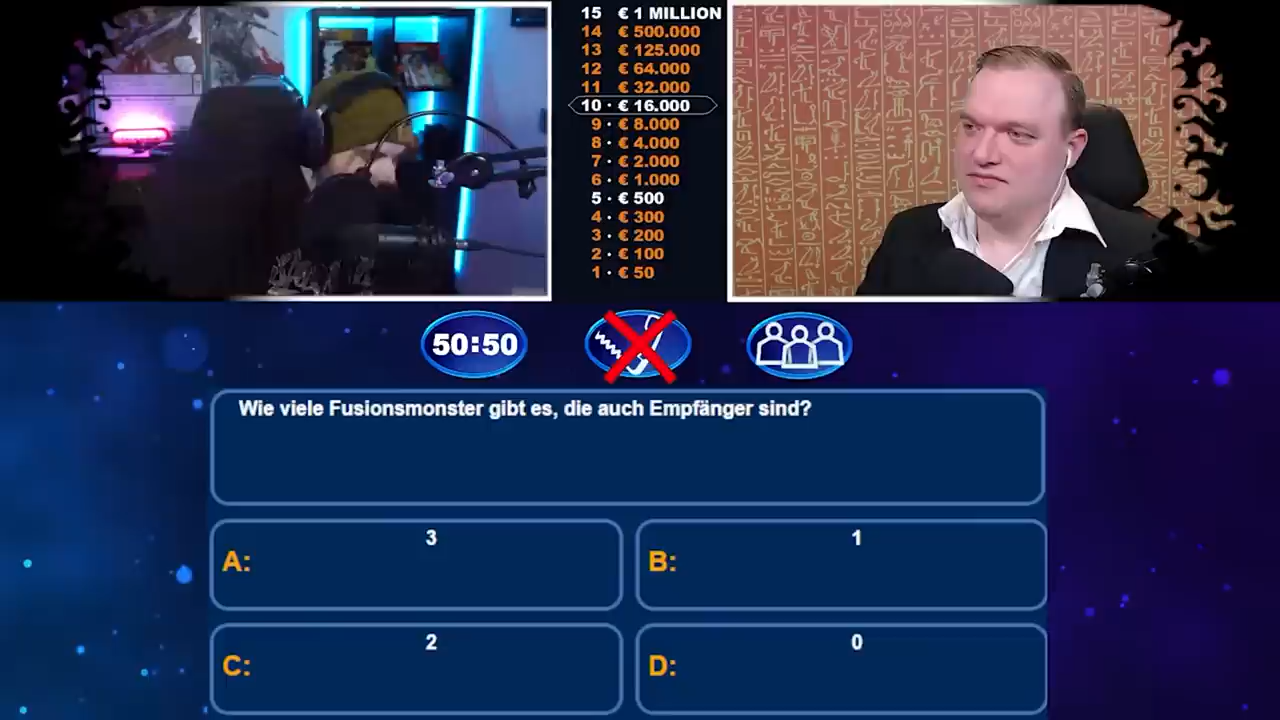 15 € 1 MILLION
14 € 500.000
13 € 125.000
12 € 64.000
11 € 32.000
10 · € 16.000
9 · € 8.000
8 · € 4.000
7 · € 2.000
6 · € 1.000
5 · € 500
4 · € 300
3 · € 200
2 · € 100
1 · € 50
50:50
Wie viele Fusionsmonster gibt es, die auch Empfänger sind?
A: 3
B: 1
C: 2
D: 0